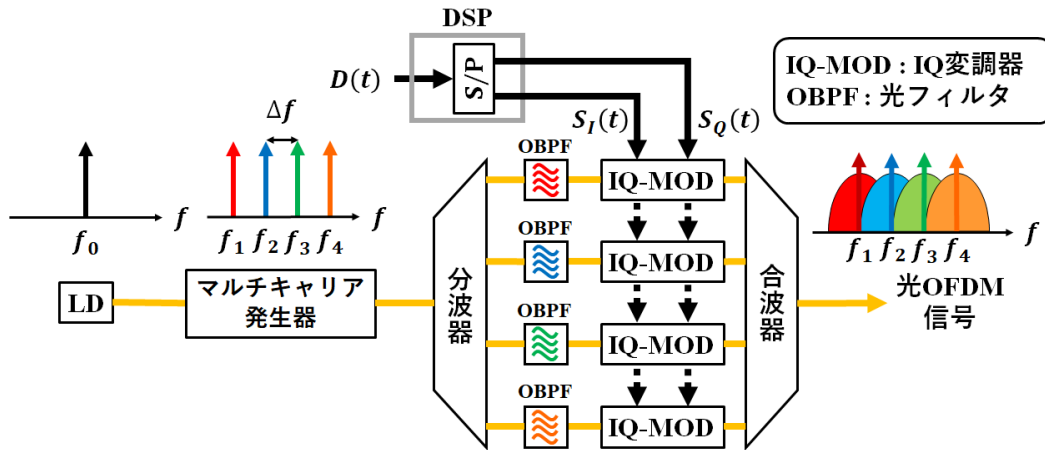 DSP
D(t)
S/P
S_I(t)
S_Q(t)
IQ-MOD : IQ変調器
OBPF : 光フィルタ
Δf
f_0
f
f_1 f_2 f_3 f_4
f
LD
マルチキャリア
発生器
分波器
OBPF
IQ-MOD
OBPF
IQ-MOD
OBPF
IQ-MOD
OBPF
IQ-MOD
合波器
f_1 f_2 f_3 f_4
f
光OFDM
信号